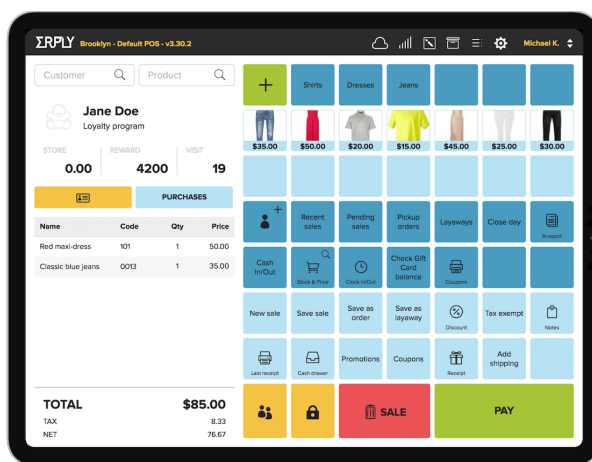 ERPLY Brooklyn - Default POS - v3.30.2
Michael K.
Customer
Product
Jane Doe
Loyalty program
STORE REWARD VISIT
0.00 4200 19
PURCHASES
Name Code Qty Price
Red maxi-dress 101 1 50.00
Classic blue jeans 0013 1 35.00
TOTAL $85.00
TAX 8.33
NET 76.67
+ Shirts Dresses Jeans
$35.00 $50.00 $20.00 $15.00 $45.00 $25.00 $30.00
+
Recent
sales
Pending
sales
Pickup
orders
Layaways
Close day
X-report
Cash
In/Out
Stock & Price
Clock In/Out
Check Gift
Card
balance
Coupons
New sale
Save sale
Save as
order
Save as
layaway
Discount
Tax exempt
Notes
Last receipt
Cash drawer
Promotions
Coupons
Receipt
Add
shipping
SALE
PAY